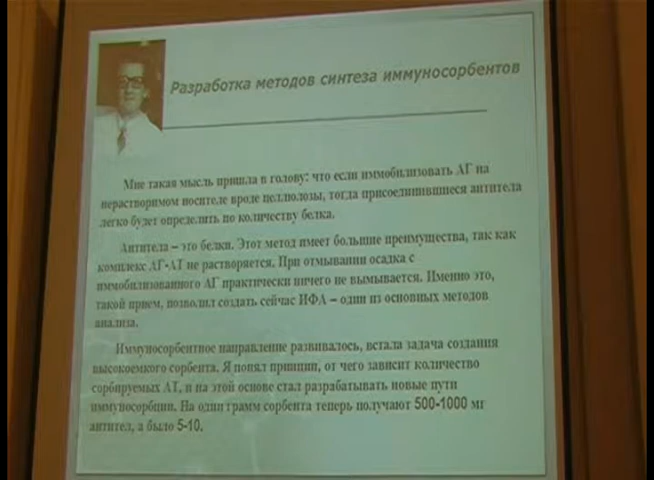 Разработка методов синтеза иммуносорбентов
Мне такая мысль пришла в голову: что если иммобилизовать АГ на
нерастворимом носителе вроде целлюлозы, тогда присоединившиеся антитела
легко будет определить по количеству белка.
Антитела – это белки. Этот метод имеет большие преимущества, так как
комплекс АГ-АТ не растворяется. При отмывании осадка с
иммобилизованного АГ практически ничего не вымывается. Именно это,
такой прием, позволил создать сейчас ИФА – один из основных методов
анализа.
Иммуносорбентное направление развивалось, встала задача создания
высокоемкого сорбента. Я понял принцип, от чего зависит количество
сорбируемых АТ, и на этой основе стал разрабатывать новые пути
иммуносорбции. На один грамм сорбента теперь получают 500-1000 мг
антител, а было 5-10.